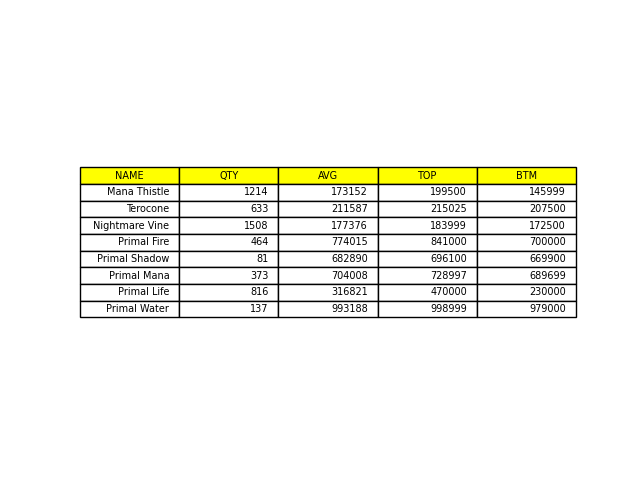 NAME QTY AVG TOP BTM
Mana Thistle 1214 173152 199500 145999
Terocone 633 211587 215025 207500
Nightmare Vine 1508 177376 183999 172500
Primal Fire 464 774015 841000 700000
Primal Shadow 81 682890 696100 669900
Primal Mana 373 704008 728997 689699
Primal Life 816 316821 470000 230000
Primal Water 137 993188 998999 979000